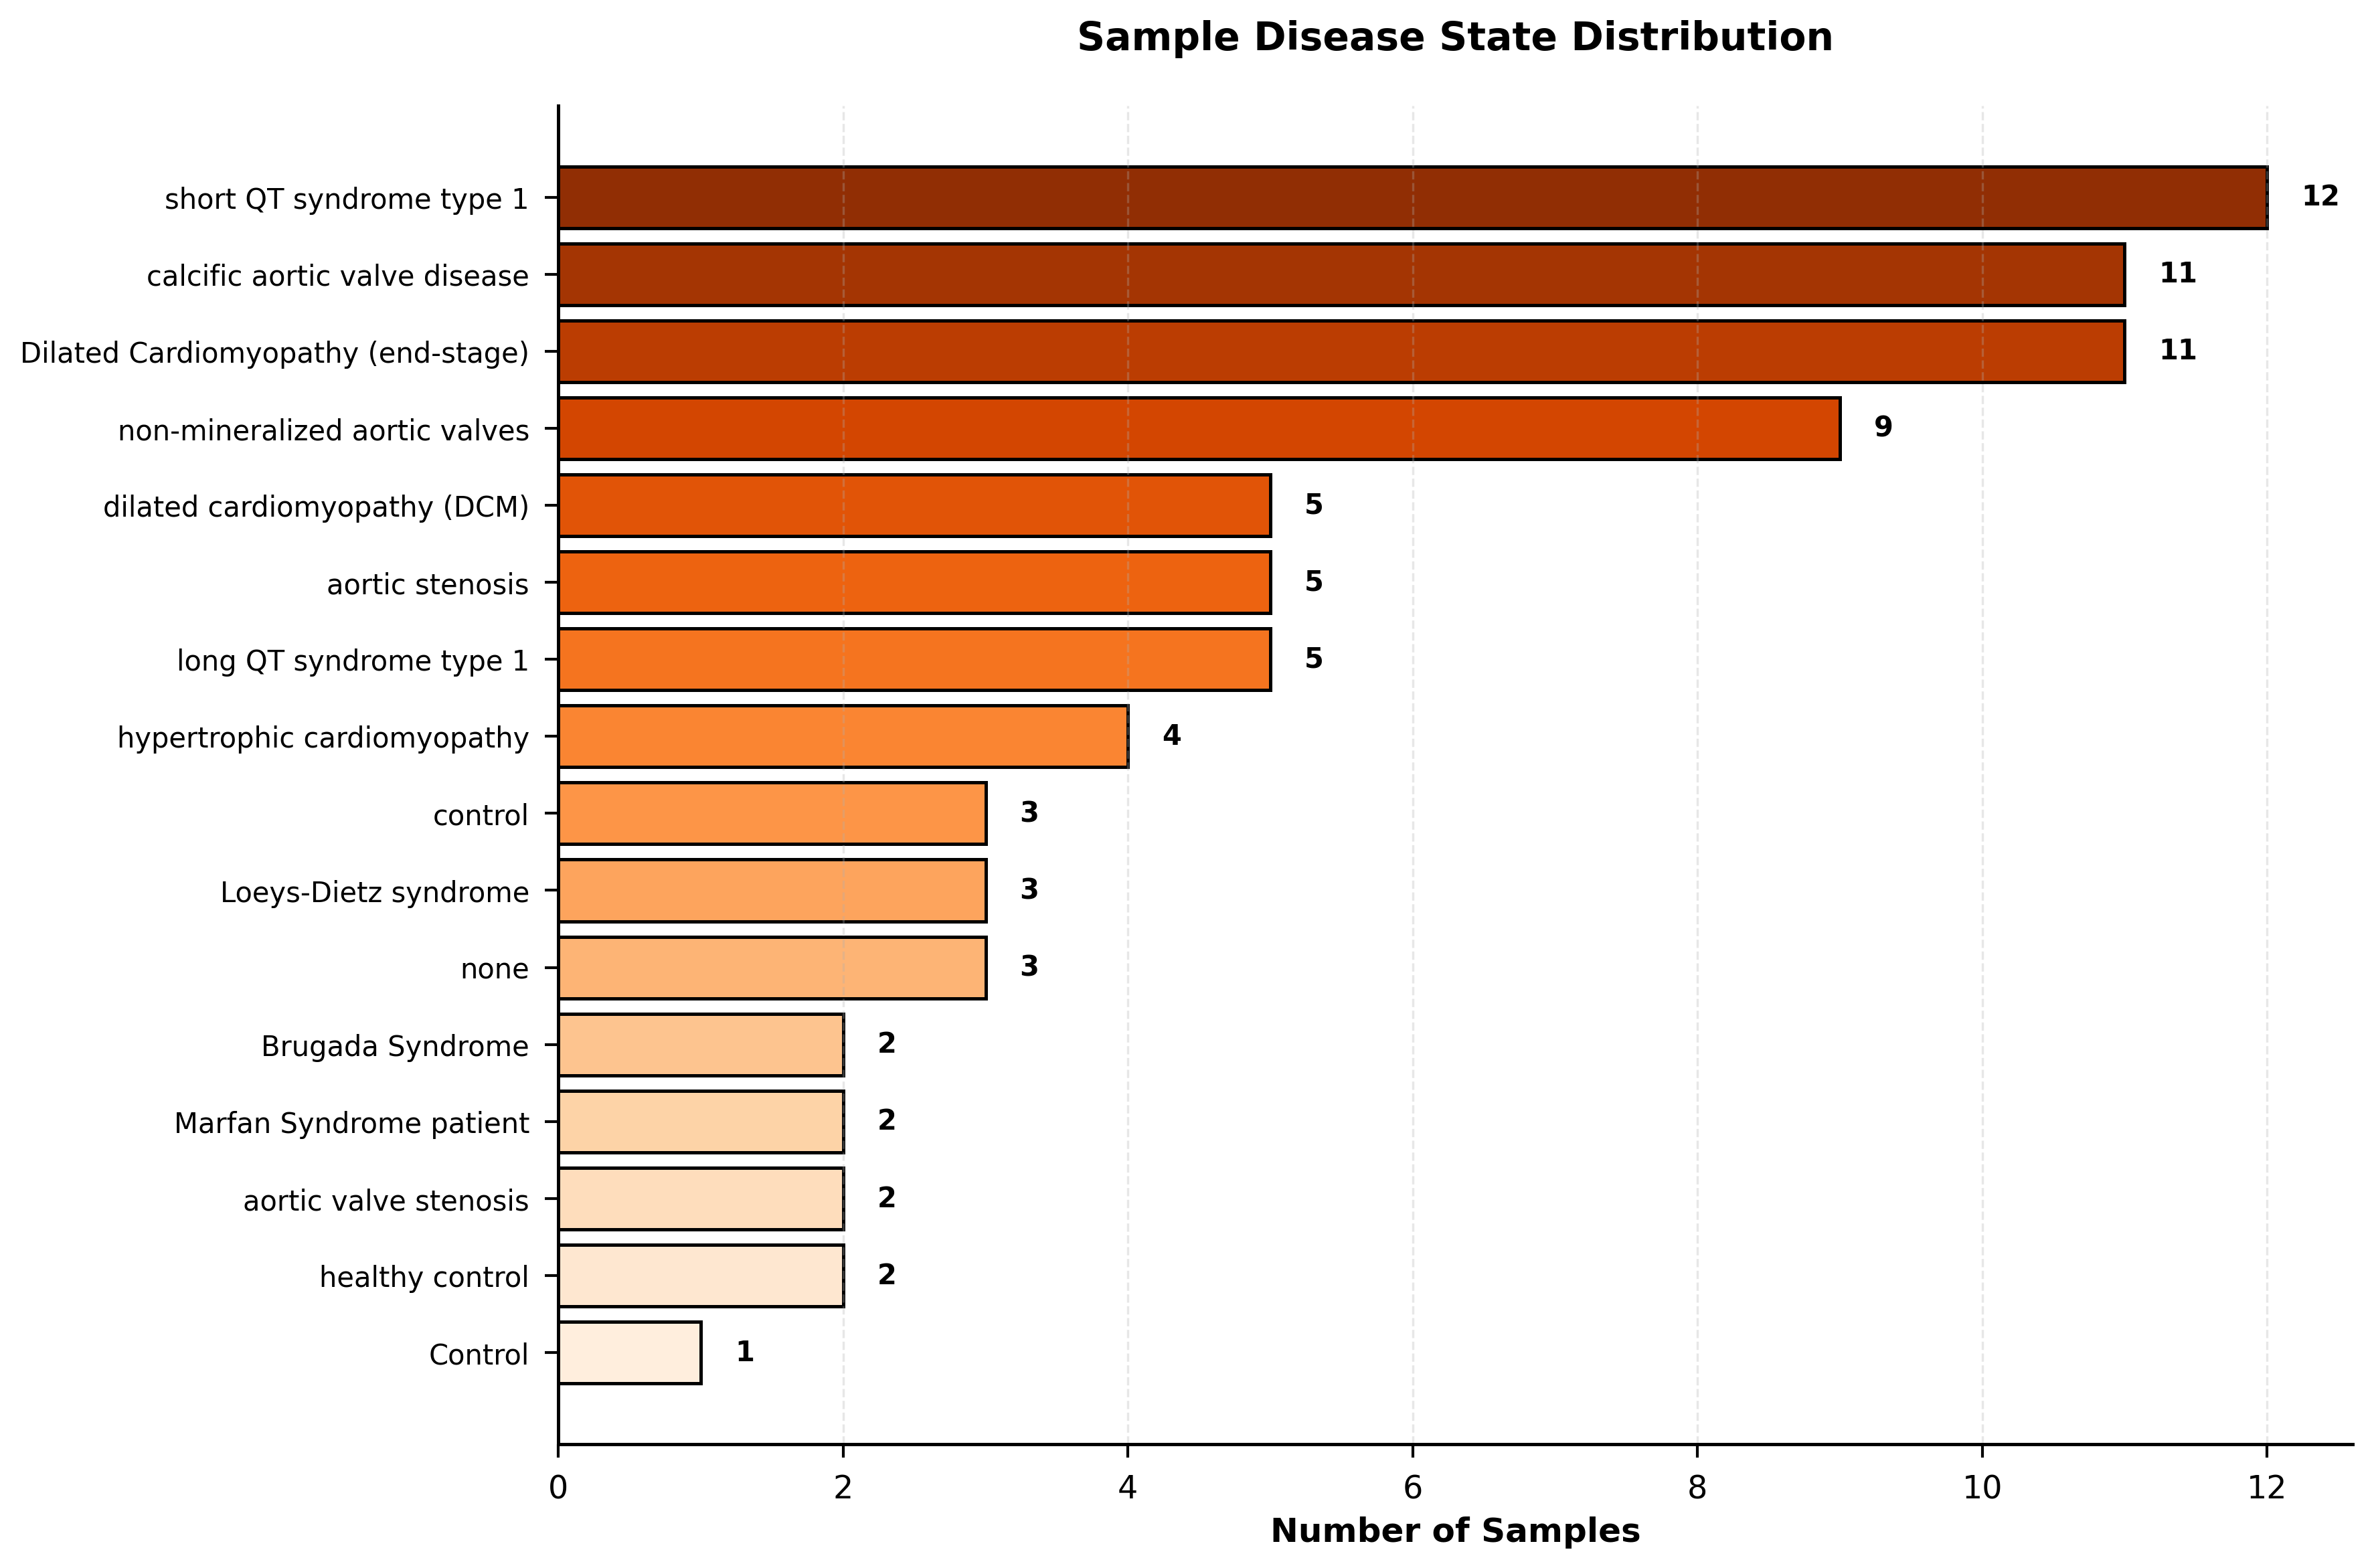 Sample Disease State Distribution
short QT syndrome type 1 12
calcific aortic valve disease 11
Dilated Cardiomyopathy (end-stage) 11
non-mineralized aortic valves 9
dilated cardiomyopathy (DCM) 5
aortic stenosis 5
long QT syndrome type 1 5
hypertrophic cardiomyopathy 4
control 3
Loeys-Dietz syndrome 3
none 3
Brugada Syndrome 2
Marfan Syndrome patient 2
aortic valve stenosis 2
healthy control 2
Control 1
0 2 4 6 8 10 12
Number of Samples